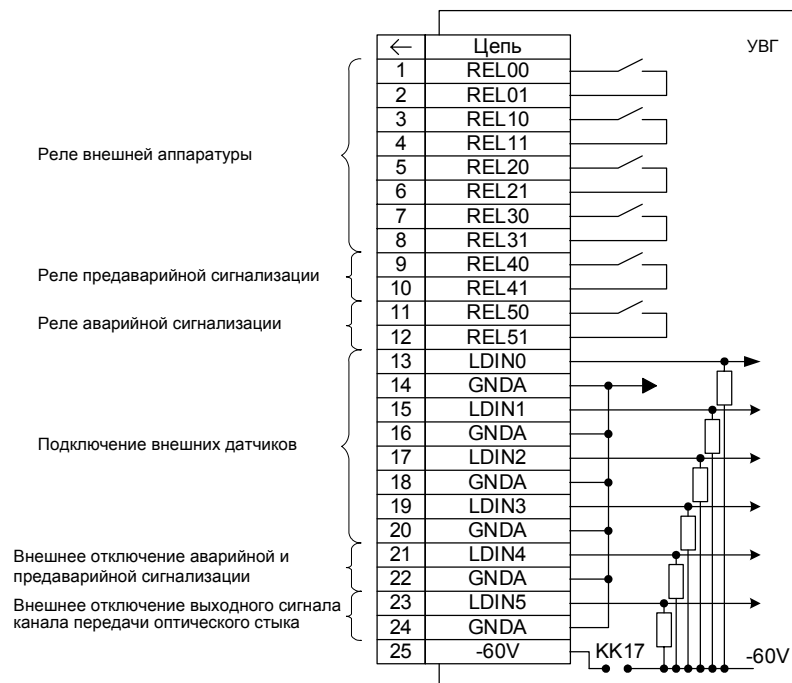 УВГ
← Цепь
1 REL00
2 REL01
3 REL10
4 REL11
5 REL20
6 REL21
7 REL30
8 REL31
9 REL40
10 REL41
11 REL50
12 REL51
13 LDIN0
14 GNDA
15 LDIN1
16 GNDA
17 LDIN2
18 GNDA
19 LDIN3
20 GNDA
21 LDIN4
22 GNDA
23 LDIN5
24 GNDA
25 -60V
Реле внешней аппаратуры
Реле предаварийной сигнализации
Реле аварийной сигнализации
Подключение внешних датчиков
Внешнее отключение аварийной и
предаварийной сигнализации
Внешнее отключение выходного сигнала
канала передачи оптического стыка
КК17
-60V